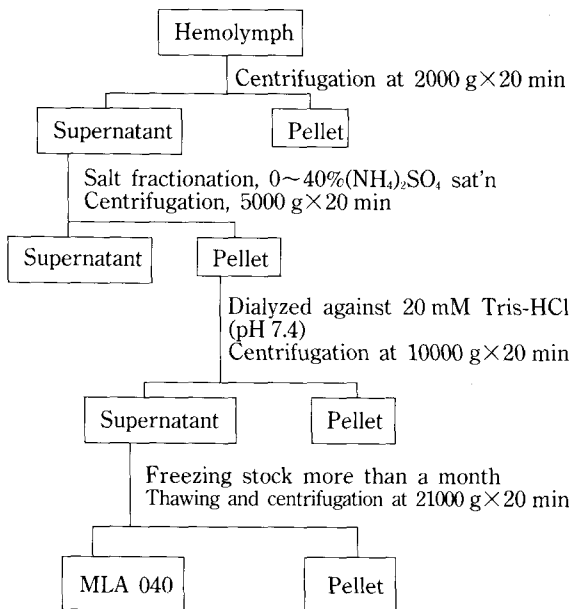 Hemolymph
Centrifugation at 2000 g×20 min
Supernatant
Pellet
Salt fractionation, 0~40%(NH₄)₂SO₄ sat'n
Centrifugation, 5000 g×20 min
Supernatant
Pellet
Dialyzed against 20 mM Tris-HCl
(pH 7.4)
Centrifugation at 10000 g×20 min
Supernatant
Pellet
Freezing stock more than a month
Thawing and centrifugation at 21000 g×20 min
MLA 040
Pellet